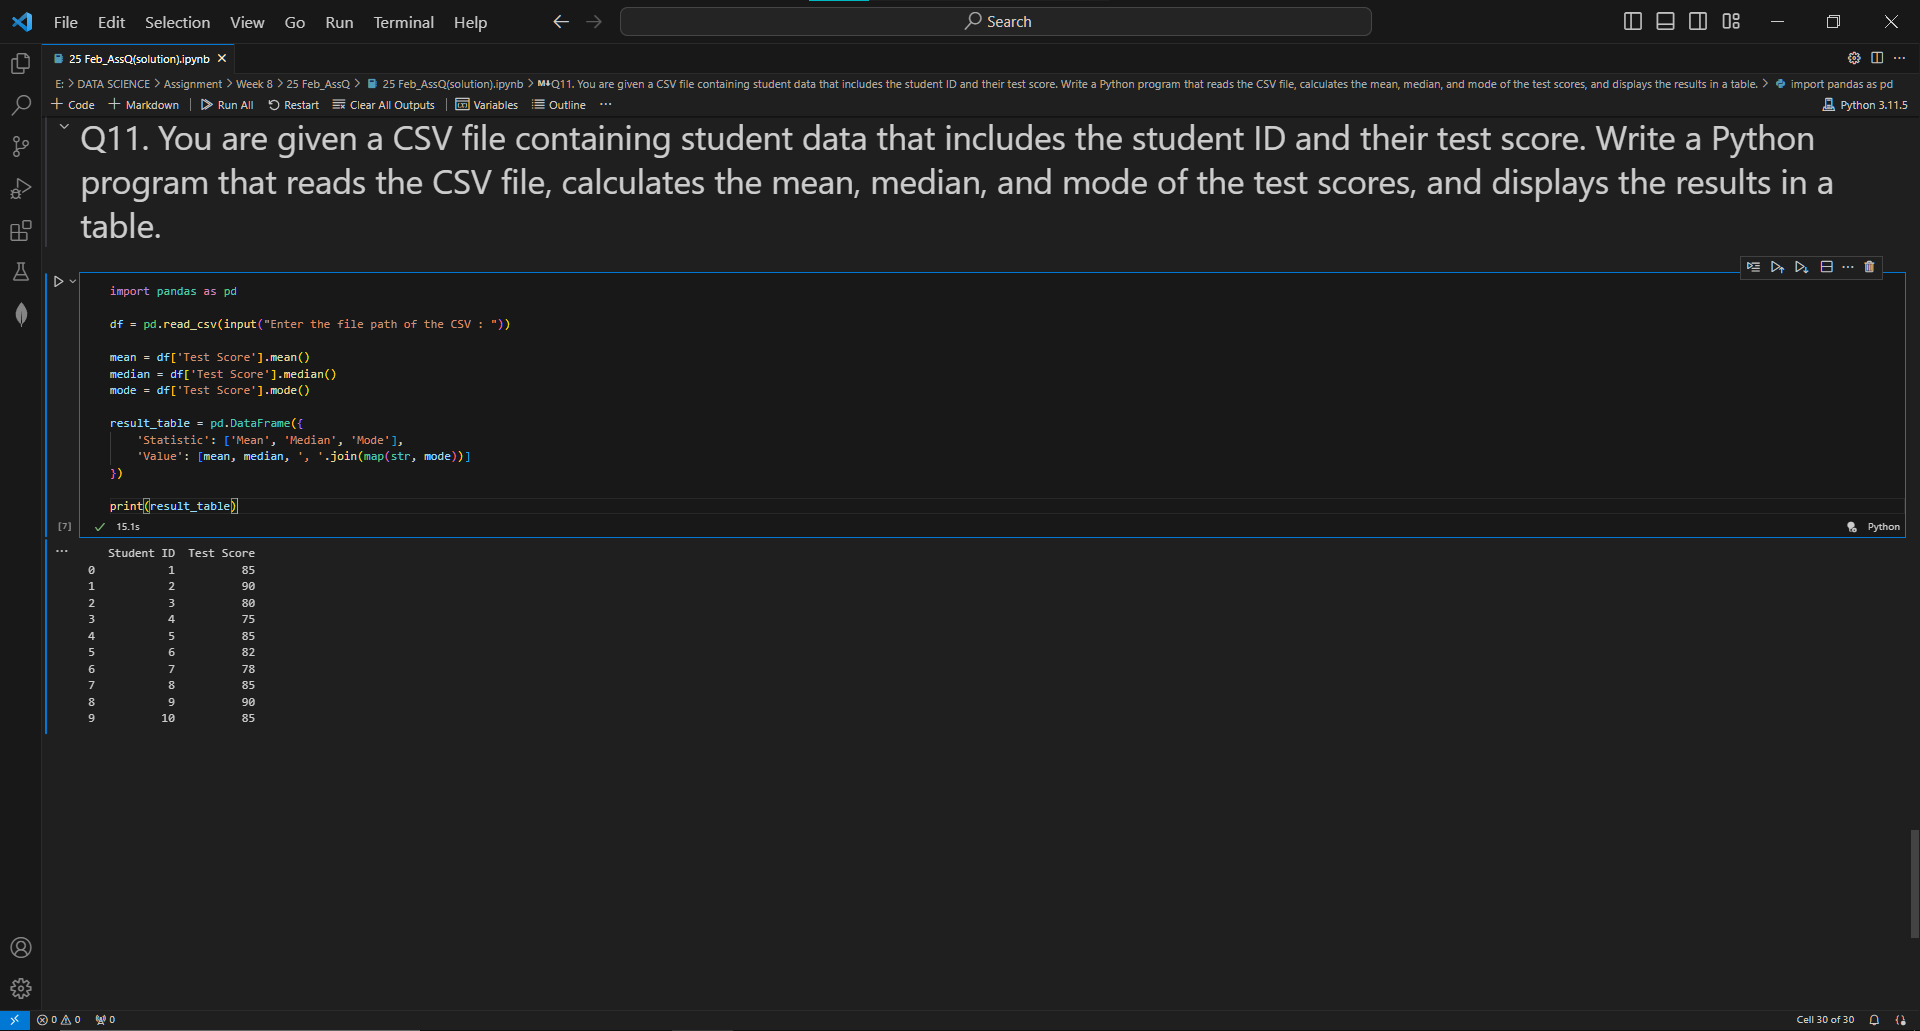 File Edit Selection View Go Run Terminal Help Search
25 Feb_AssQ(solution).ipynb
E: > DATA SCIENCE > Assignment > Week 8 > 25 Feb_AssQ > 25 Feb_AssQ(solution).ipynb > M↓Q11. You are given a CSV file containing student data that includes the student ID and their test score. Write a Python program that reads the CSV file, calculates the mean, median, and mode of the test scores, and displays the results in a table. > import pandas as pd
+ Code + Markdown | Run All Restart Clear All Outputs | Variables Outline ... Python 3.11.5
Q11. You are given a CSV file containing student data that includes the student ID and their test score. Write a Python
program that reads the CSV file, calculates the mean, median, and mode of the test scores, and displays the results in a
table.
import pandas as pd
df = pd.read_csv(input("Enter the file path of the CSV : "))
mean = df['Test Score'].mean()
median = df['Test Score'].median()
mode = df['Test Score'].mode()
result_table = pd.DataFrame({
    'Statistic': ['Mean', 'Median', 'Mode'],
    'Value': [mean, median, ', '.join(map(str, mode))]
})
print(result_table)
[7] 15.1s Python
Student ID Test Score
0 1 85
1 2 90
2 3 80
3 4 75
4 5 85
5 6 82
6 7 78
7 8 85
8 9 90
9 10 85
0 0 0 Cell 30 of 30